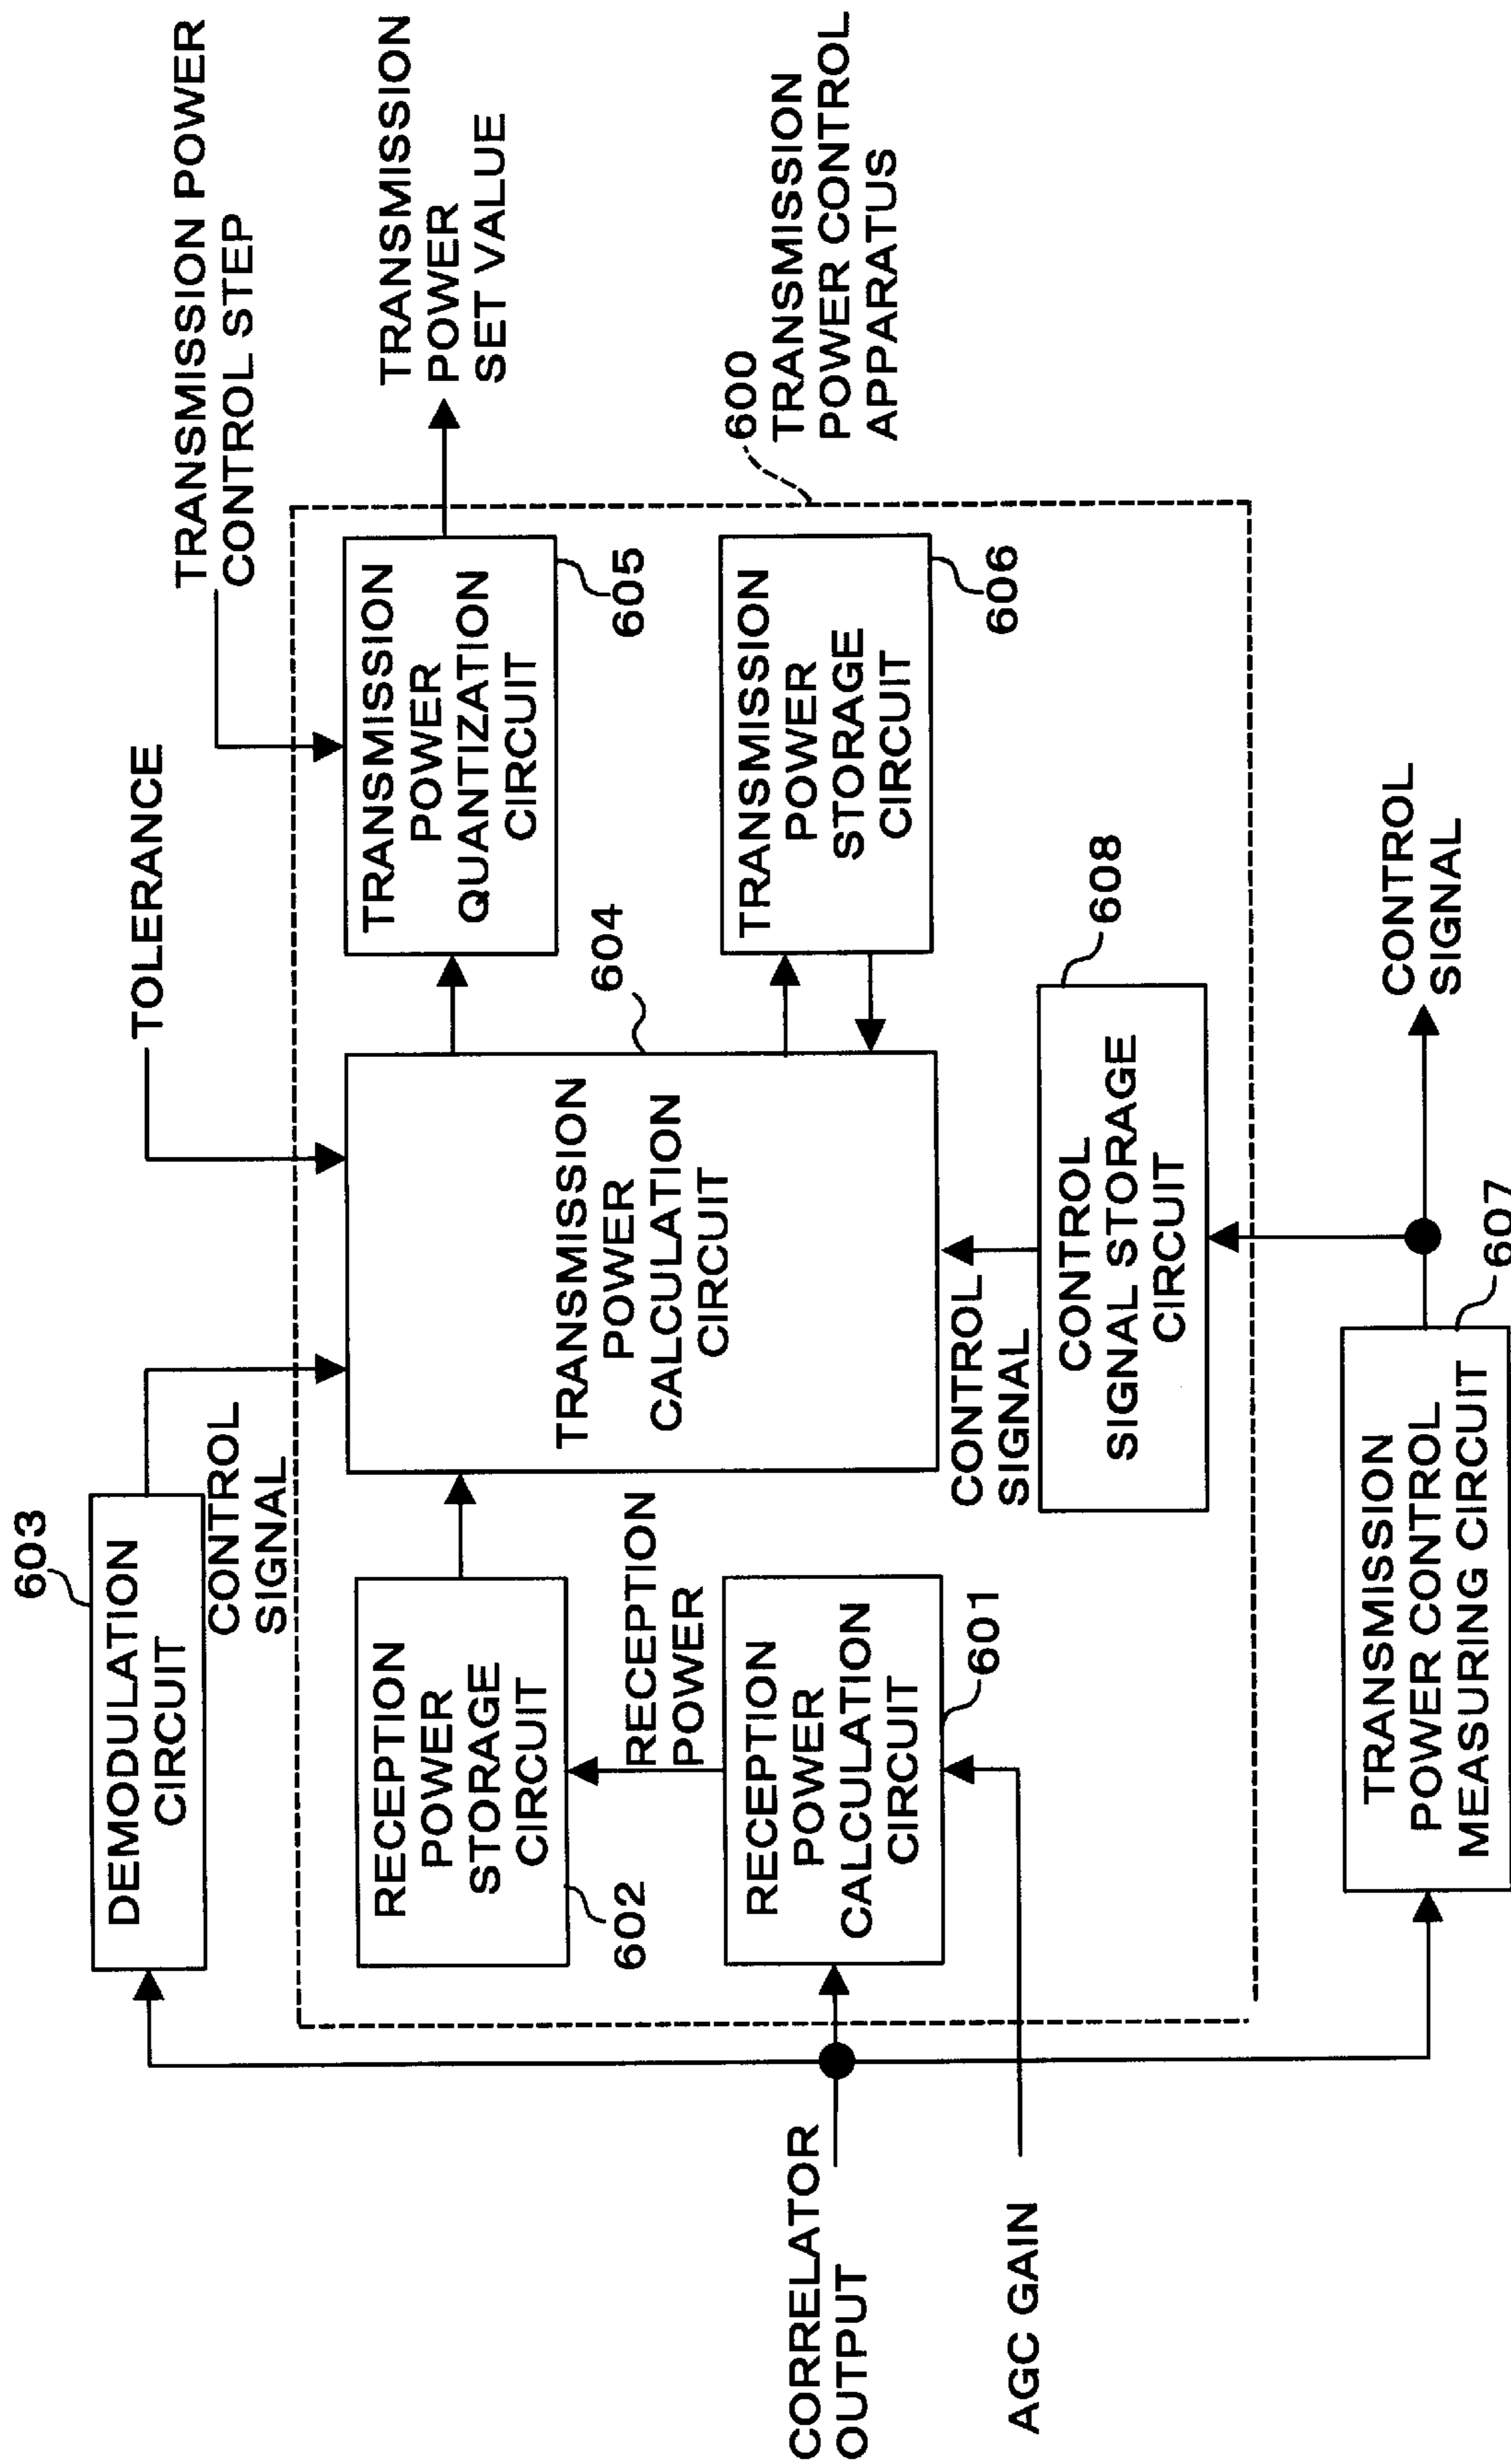 603
DEMODULATION
CIRCUIT
CONTROL
SIGNAL
TOLERANCE
TRANSMISSION POWER
CONTROL STEP
RECEPTION
POWER
STORAGE
CIRCUIT
602
RECEPTION
POWER
RECEPTION
POWER
CALCULATION
CIRCUIT
601
TRANSMISSION
POWER
CALCULATION
CIRCUIT
604
TRANSMISSION
POWER
QUANTIZATION
CIRCUIT
605
TRANSMISSION
POWER
SET VALUE
TRANSMISSION
POWER
STORAGE
CIRCUIT
606
600
TRANSMISSION
POWER CONTROL
APPARATUS
CONTROL
SIGNAL
CONTROL
SIGNAL STORAGE
CIRCUIT
608
CORRELATOR
OUTPUT
AGC GAIN
TRANSMISSION
POWER CONTROL
MEASURING CIRCUIT
607
CONTROL
SIGNAL